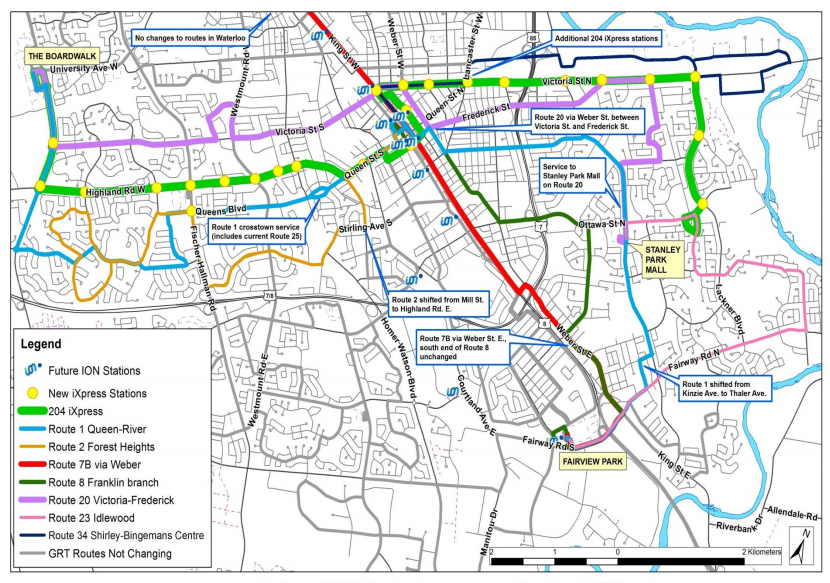 No changes to routes in Waterloo
King St W
Weber St W
Lancaster St W
85
Additional 204 iXpress stations
THE BOARDWALK
University Ave W
Westmount Rd W
Victoria St N
Queen St N
Frederick St
Route 20 via Weber St. between
Victoria St. and Frederick St.
Victoria St S
Queen St S
Service to
Stanley Park Mall
on Route 20
Highland Rd W
Queens Blvd
Route 1 crosstown service
(includes current Route 25)
Stirling Ave S
Fischer-Hallman Rd
7
Ottawa St N
STANLEY
PARK
MALL
7/8
Route 2 shifted from Mill St.
to Highland Rd. E.
Lackner Blvd.
8
Homer Watson Blvd.
Route 7B via Weber St. E.,
south end of Route 8
unchanged
Weber St E
Fairway Rd N
Westmount Rd E
Courtland Ave E
Route 1 shifted from
Kinzie Ave. to Thaler Ave.
Fairway Rd S
FAIRVIEW PARK
King St E
Manitou Dr
Allendale Rd
Riverbank Dr
Legend
Future ION Stations
New iXpress Stations
204 iXpress
Route 1 Queen-River
Route 2 Forest Heights
Route 7B via Weber
Route 8 Franklin branch
Route 20 Victoria-Frederick
Route 23 Idlewood
Route 34 Shirley-Bingemans Centre
GRT Routes Not Changing
2 1 0 2 Kilometers
N